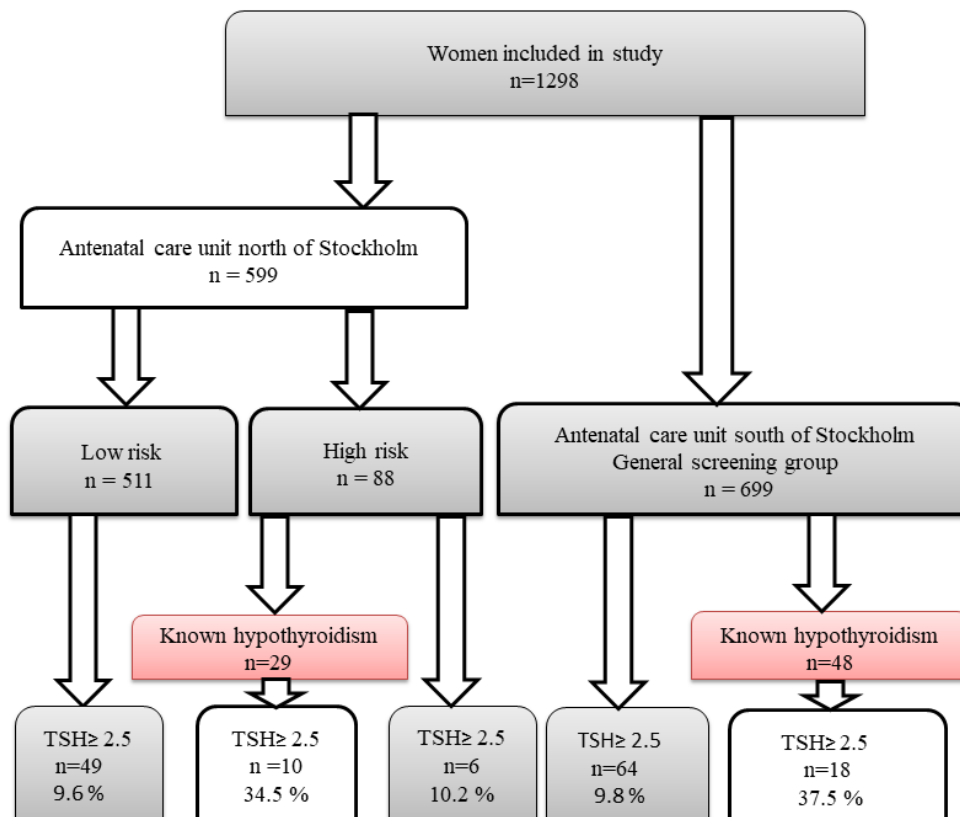 Women included in study
n=1298
Antenatal care unit north of Stockholm
n = 599
Low risk
n = 511
High risk
n = 88
Antenatal care unit south of Stockholm
General screening group
n = 699
Known hypothyroidism
n=29
Known hypothyroidism
n=48
TSH≥ 2.5
n=49
9.6 %
TSH≥ 2.5
n =10
34.5 %
TSH≥ 2.5
n=6
10.2 %
TSH≥ 2.5
n=64
9.8 %
TSH≥ 2.5
n=18
37.5 %